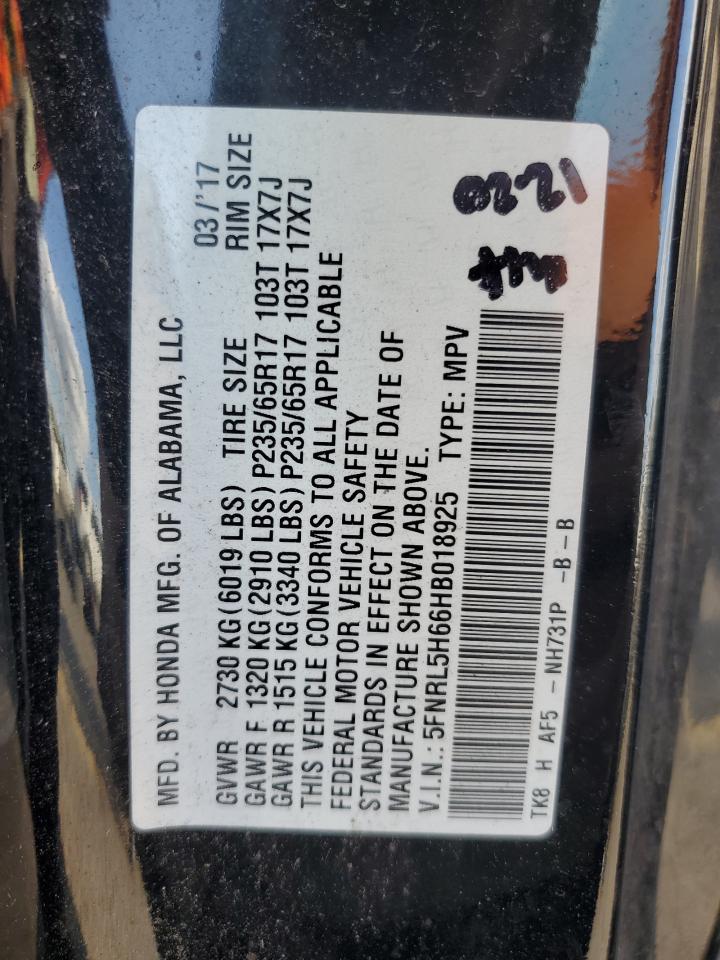 MFD. BY HONDA MFG. OF ALABAMA, LLC
03/'17
GVWR 2730 KG (6019 LBS) TIRE SIZE RIM SIZE
GAWR F 1320 KG (2910 LBS) P235/65R17 103T 17X7J
GAWR R 1515 KG (3340 LBS) P235/65R17 103T 17X7J
THIS VEHICLE CONFORMS TO ALL APPLICABLE
FEDERAL MOTOR VEHICLE SAFETY
STANDARDS IN EFFECT ON THE DATE OF
MANUFACTURE SHOWN ABOVE.
V.I.N.: 5FNRL5H66HB018925 TYPE: MPV
TK8 H AF5 - NH731P -B - B